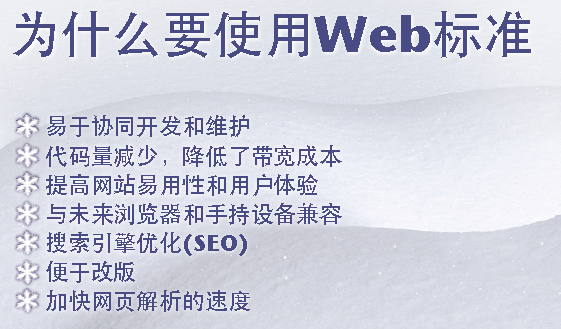 为什么要使用Web标准
易于协同开发和维护
代码量减少，降低了带宽成本
提高网站易用性和用户体验
与未来浏览器和手持设备兼容
搜索引擎优化(SEO)
便于改版
加快网页解析的速度